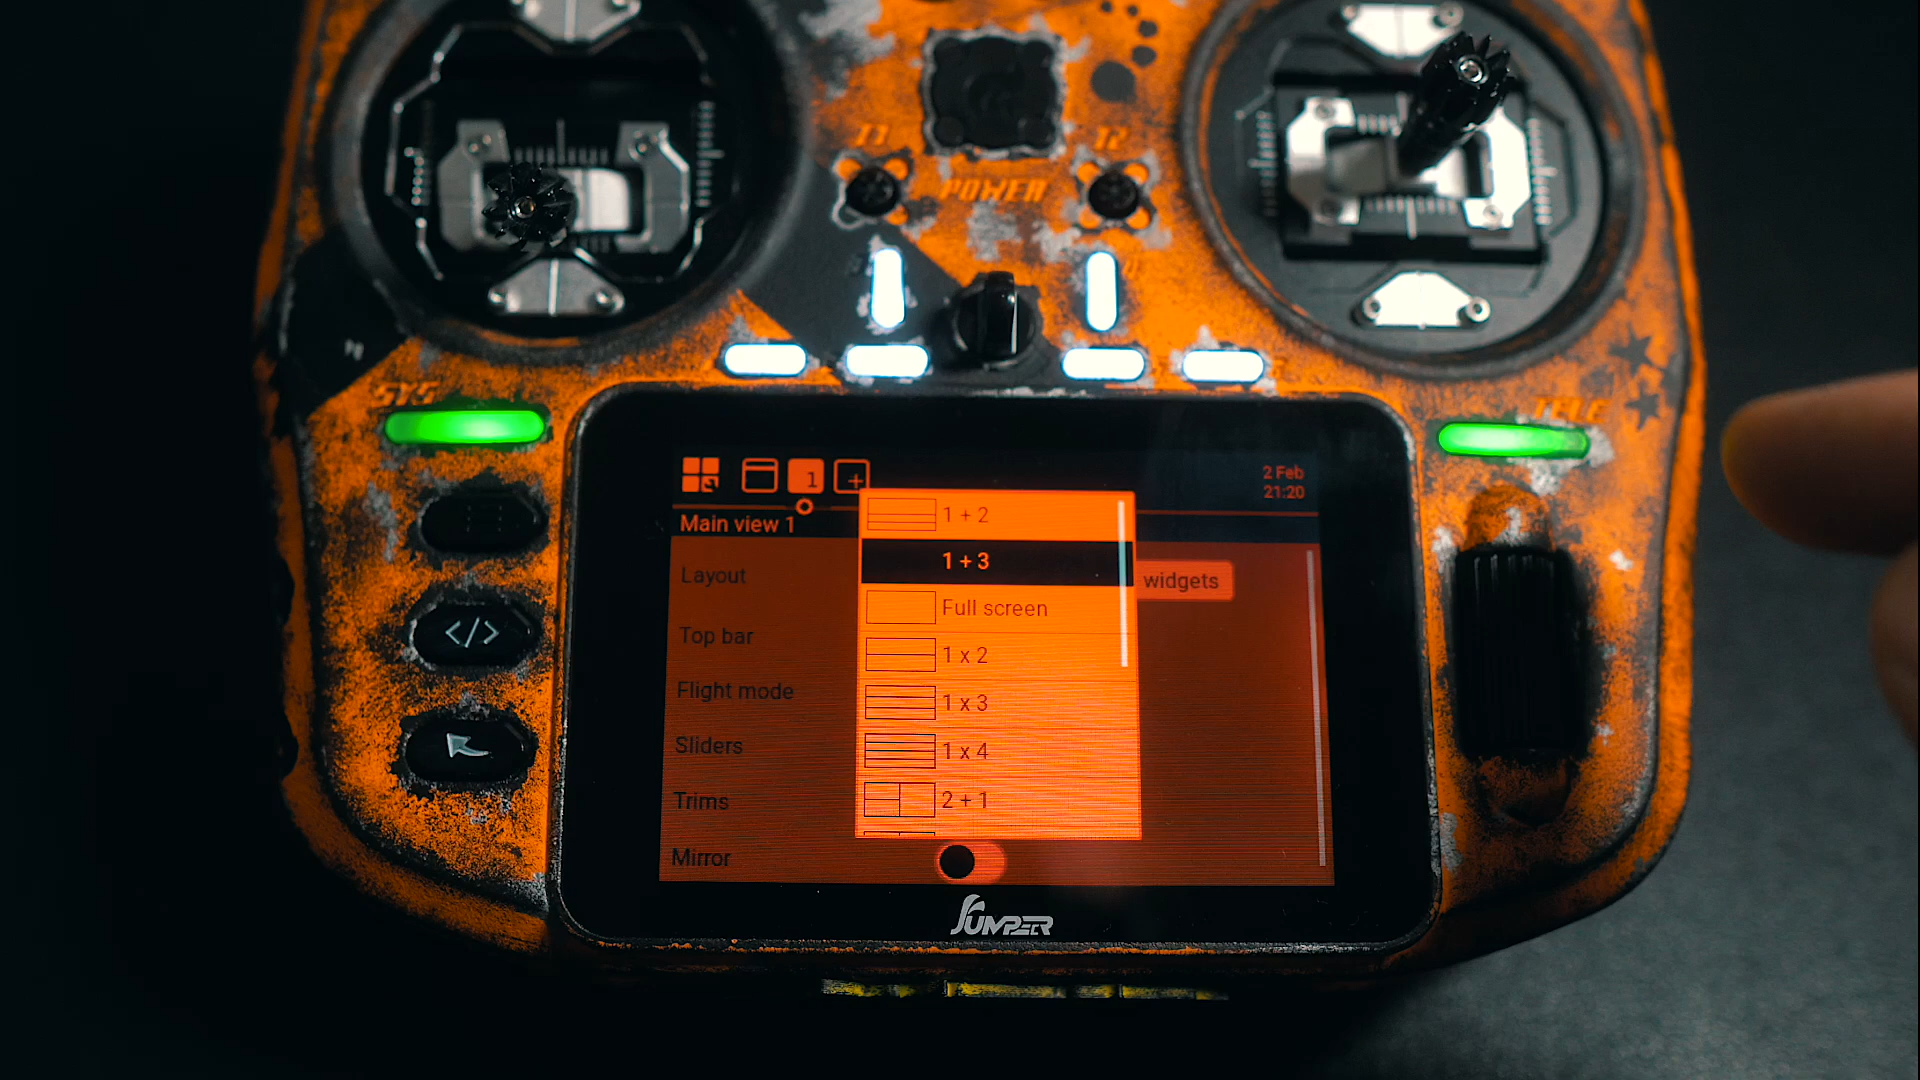 T1
T2
POWER
SYS
TELE
</>
1
2 Feb
21:20
Main view 1
1 + 2
1 + 3
Layout
widgets
Full screen
Top bar
1 x 2
Flight mode
1 x 3
Sliders
1 x 4
Trims
2 + 1
Mirror
JUMPER